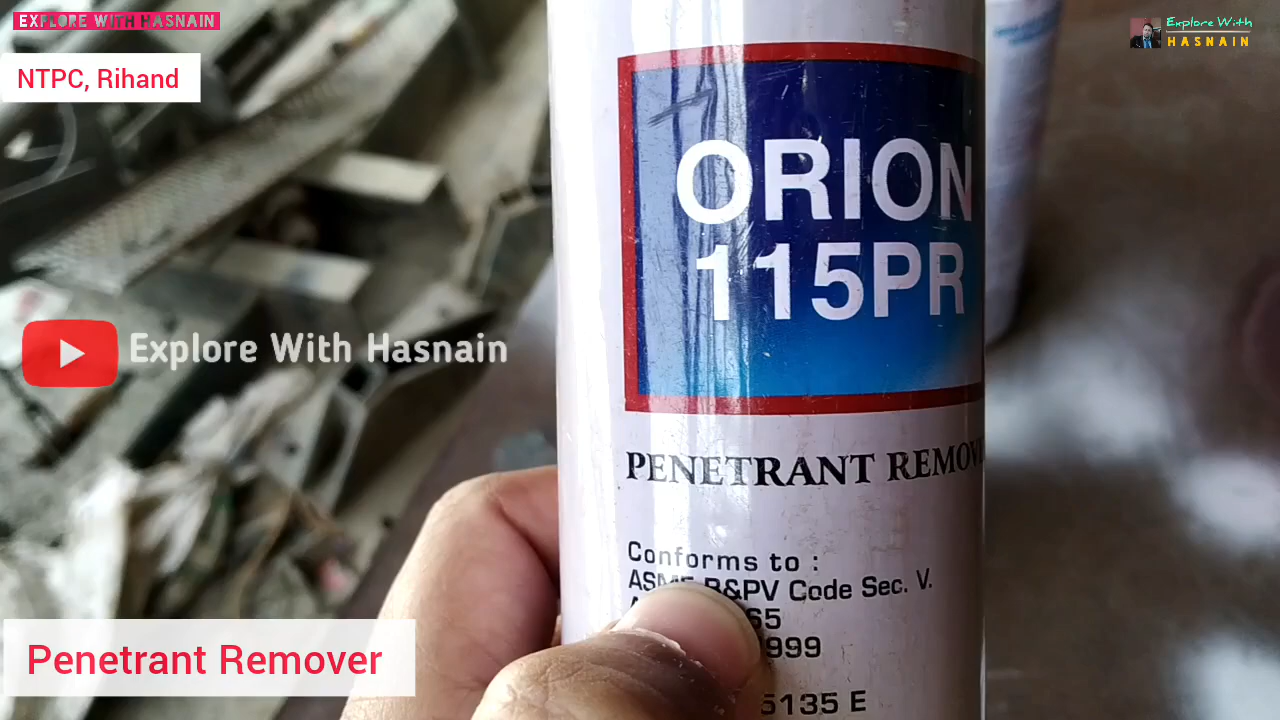 EXPLORE WITH HASNAIN
Explore With
HASNAIN
NTPC, Rihand
ORION
115PR
Explore With Hasnain
PENETRANT REMOVE
Conforms to :
ASME B&PV Code Sec. V.
65
999
Penetrant Remover
5135 E